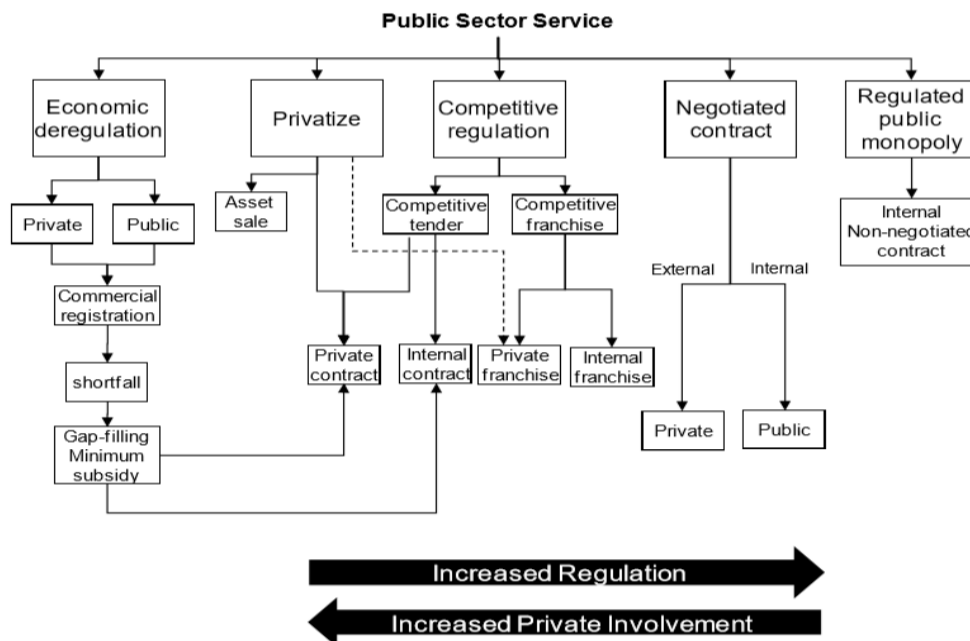 Public Sector Service
Economic
deregulation
Privatize
Competitive
regulation
Negotiated
contract
Regulated
public
monopoly
Private
Public
Asset
sale
Competitive
tender
Competitive
franchise
Internal
Non-negotiated
contract
External
Internal
Commercial
registration
shortfall
Private
contract
Internal
contract
Private
franchise
Internal
franchise
Gap-filling
Minimum
subsidy
Private
Public
Increased Regulation
Increased Private Involvement